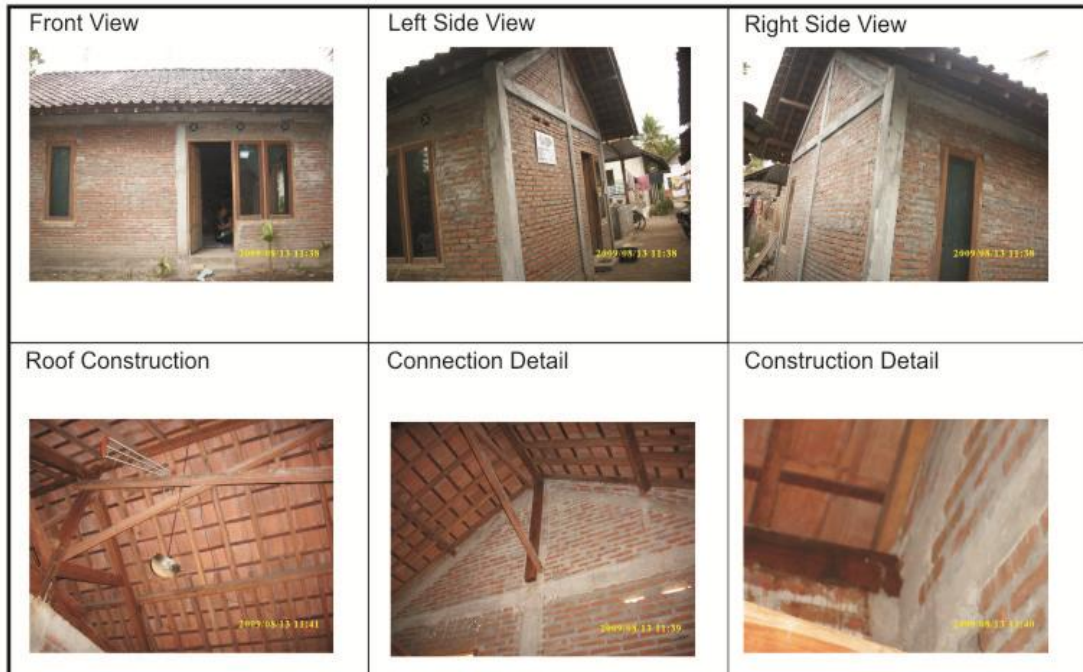 Front View
Left Side View
Right Side View
2009/08/13 11:38
2009/08/13 11:38
2009/08/13 11:38
Roof Construction
Connection Detail
Construction Detail
2009/08/13 11:41
2009/08/13 11:39
2009/08/13 11:40